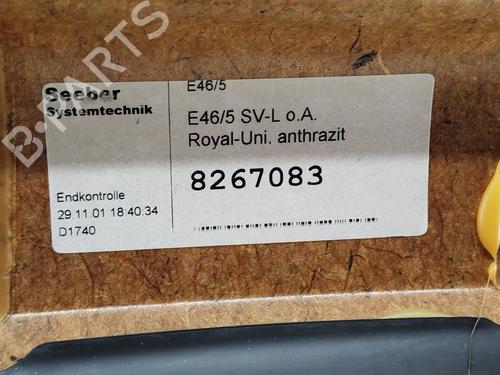 B-PARTS
Seeber
Systemtechnik
Endkontrolle
29.11.01 18:40:34
D1740
E46/5
E46/5 SV-L o.A.
Royal-Uni. anthrazit
8267083